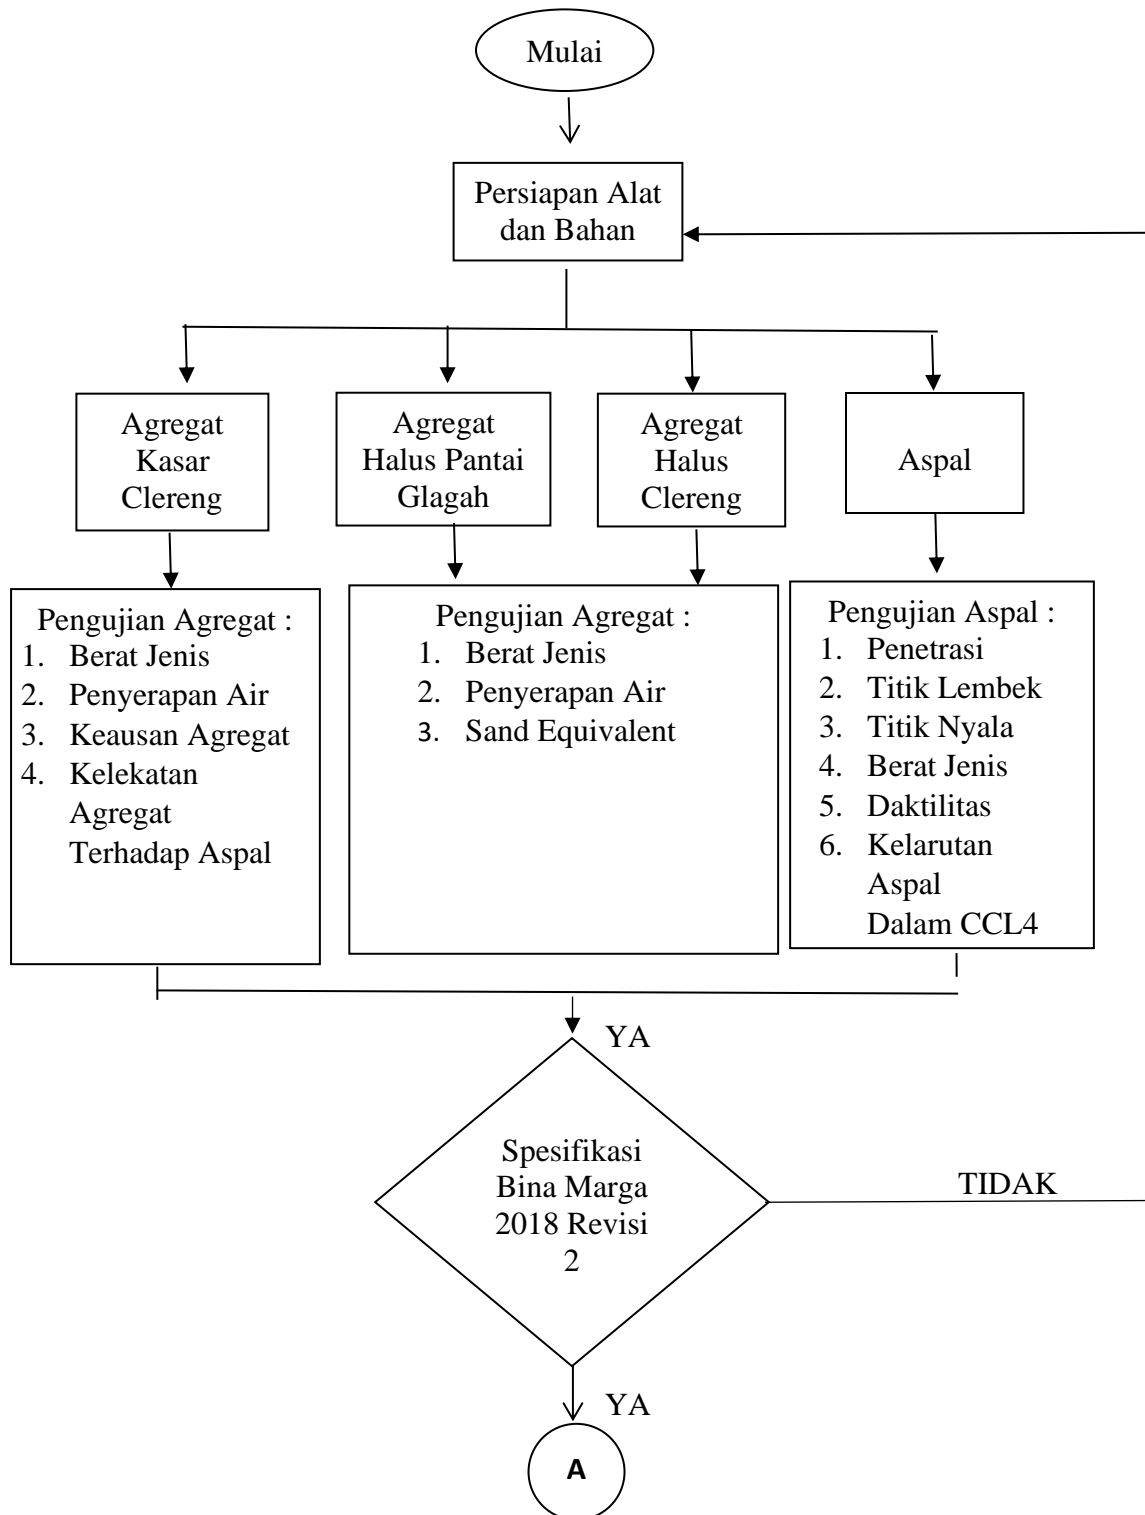 Mulai
Persiapan Alat
dan Bahan
Agregat
Kasar
Clereng
Agregat
Halus Pantai
Glagah
Agregat
Halus
Clereng
Aspal
Pengujian Agregat :
1. Berat Jenis
2. Penyerapan Air
3. Keausan Agregat
4. Kelekatan
Agregat
Terhadap Aspal
Pengujian Agregat :
1. Berat Jenis
2. Penyerapan Air
3. Sand Equivalent
Pengujian Aspal :
1. Penetrasi
2. Titik Lembek
3. Titik Nyala
4. Berat Jenis
5. Daktilitas
6. Kelarutan
Aspal
Dalam CCL4
YA
Spesifikasi
Bina Marga
2018 Revisi
2
TIDAK
YA
A